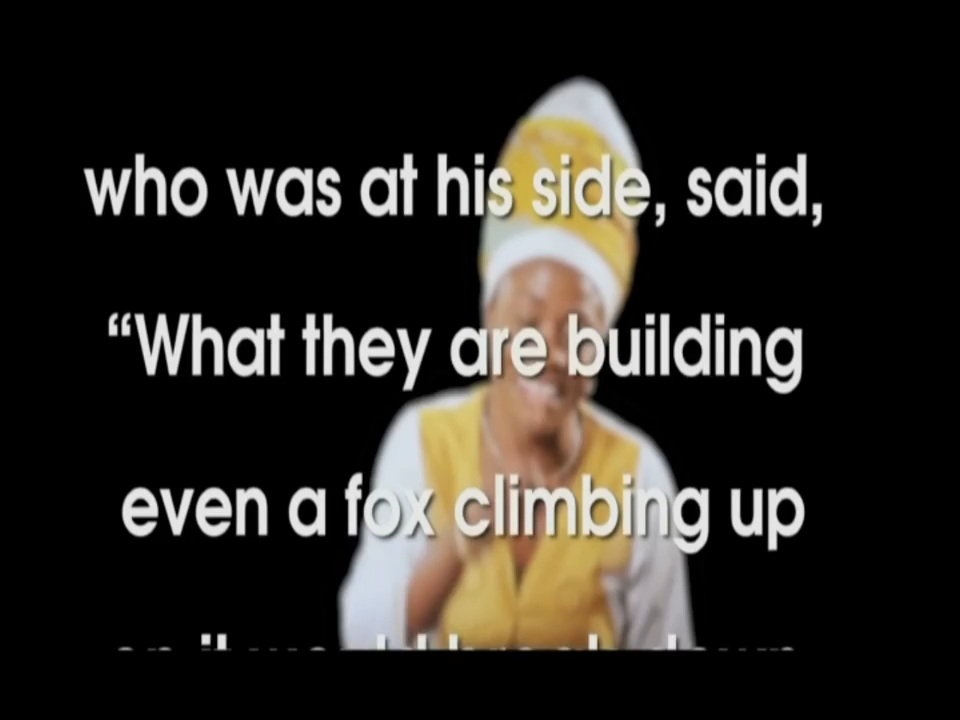 who was at his side, said,
“What they are building
even a fox climbing up